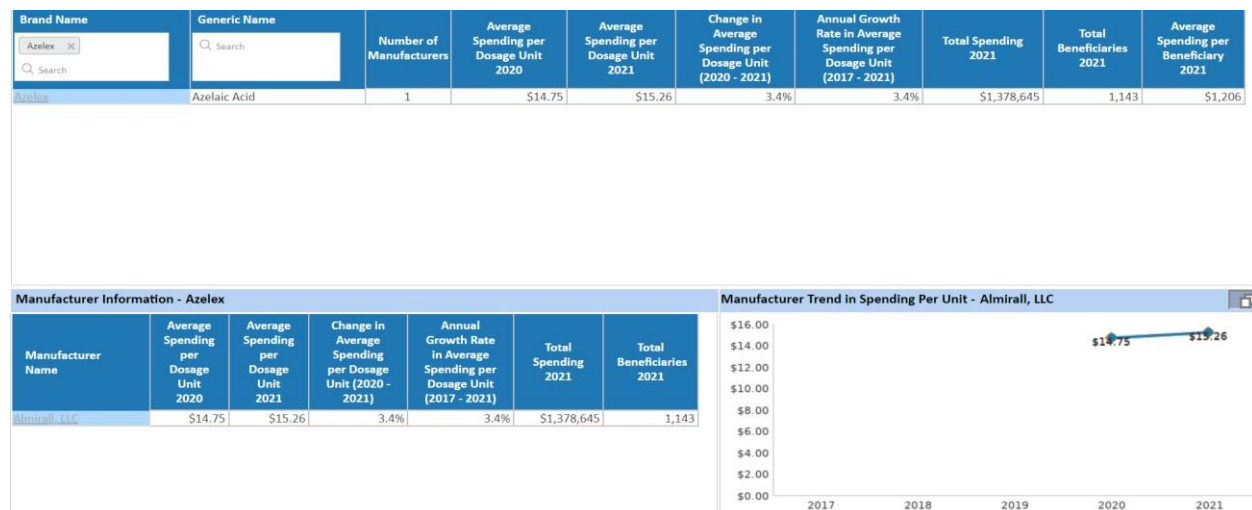 Brand Name
Generic Name
Number of
Manufacturers
Average
Spending per
Dosage Unit
2020
Average
Spending per
Dosage Unit
2021
Change in
Average
Spending per
Dosage Unit
(2020 - 2021)
Annual Growth
Rate in Average
Spending per
Dosage Unit
(2017 - 2021)
Total Spending
2021
Total
Beneficiaries
2021
Average
Spending per
Beneficiary
2021
Azelex
Search
Search
Azelex Azelaic Acid 1 $14.75 $15.26 3.4% 3.4% $1,378,645 1,143 $1,206
Manufacturer Information - Azelex
Manufacturer
Name
Average
Spending
per
Dosage
Unit
2020
Average
Spending
per
Dosage
Unit
2021
Change in
Average
Spending
per Dosage
Unit (2020 -
2021)
Annual
Growth Rate
in Average
Spending per
Dosage Unit
(2017 - 2021)
Total
Spending
2021
Total
Beneficiaries
2021
Almirall, LLC $14.75 $15.26 3.4% 3.4% $1,378,645 1,143
Manufacturer Trend in Spending Per Unit - Almirall, LLC
$16.00
$14.00
$12.00
$10.00
$8.00
$6.00
$4.00
$2.00
$0.00
$14.75
$15.26
2017 2018 2019 2020 2021